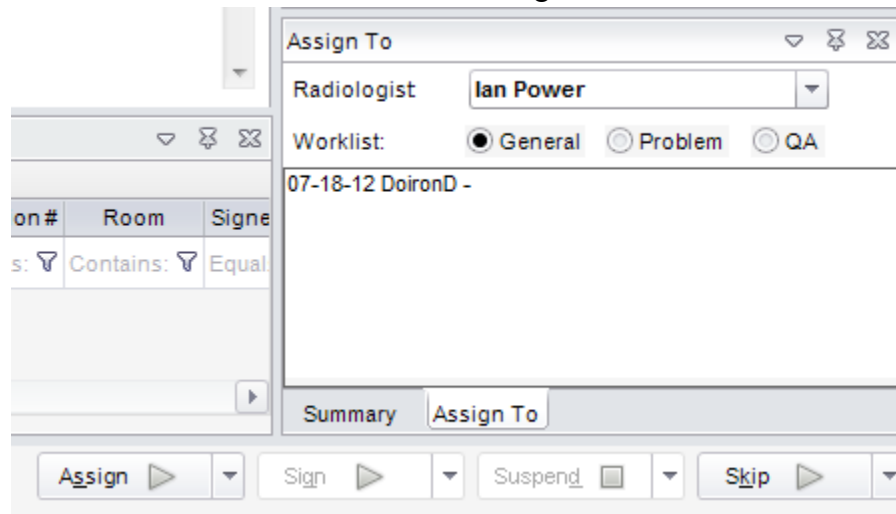 Assign To
Radiologist Ian Power
Worklist: General Problem QA
07-18-12 DoironD -
on# Room Signe
s: Contains: Equal:
Summary Assign To
Assign Sign Suspend Skip